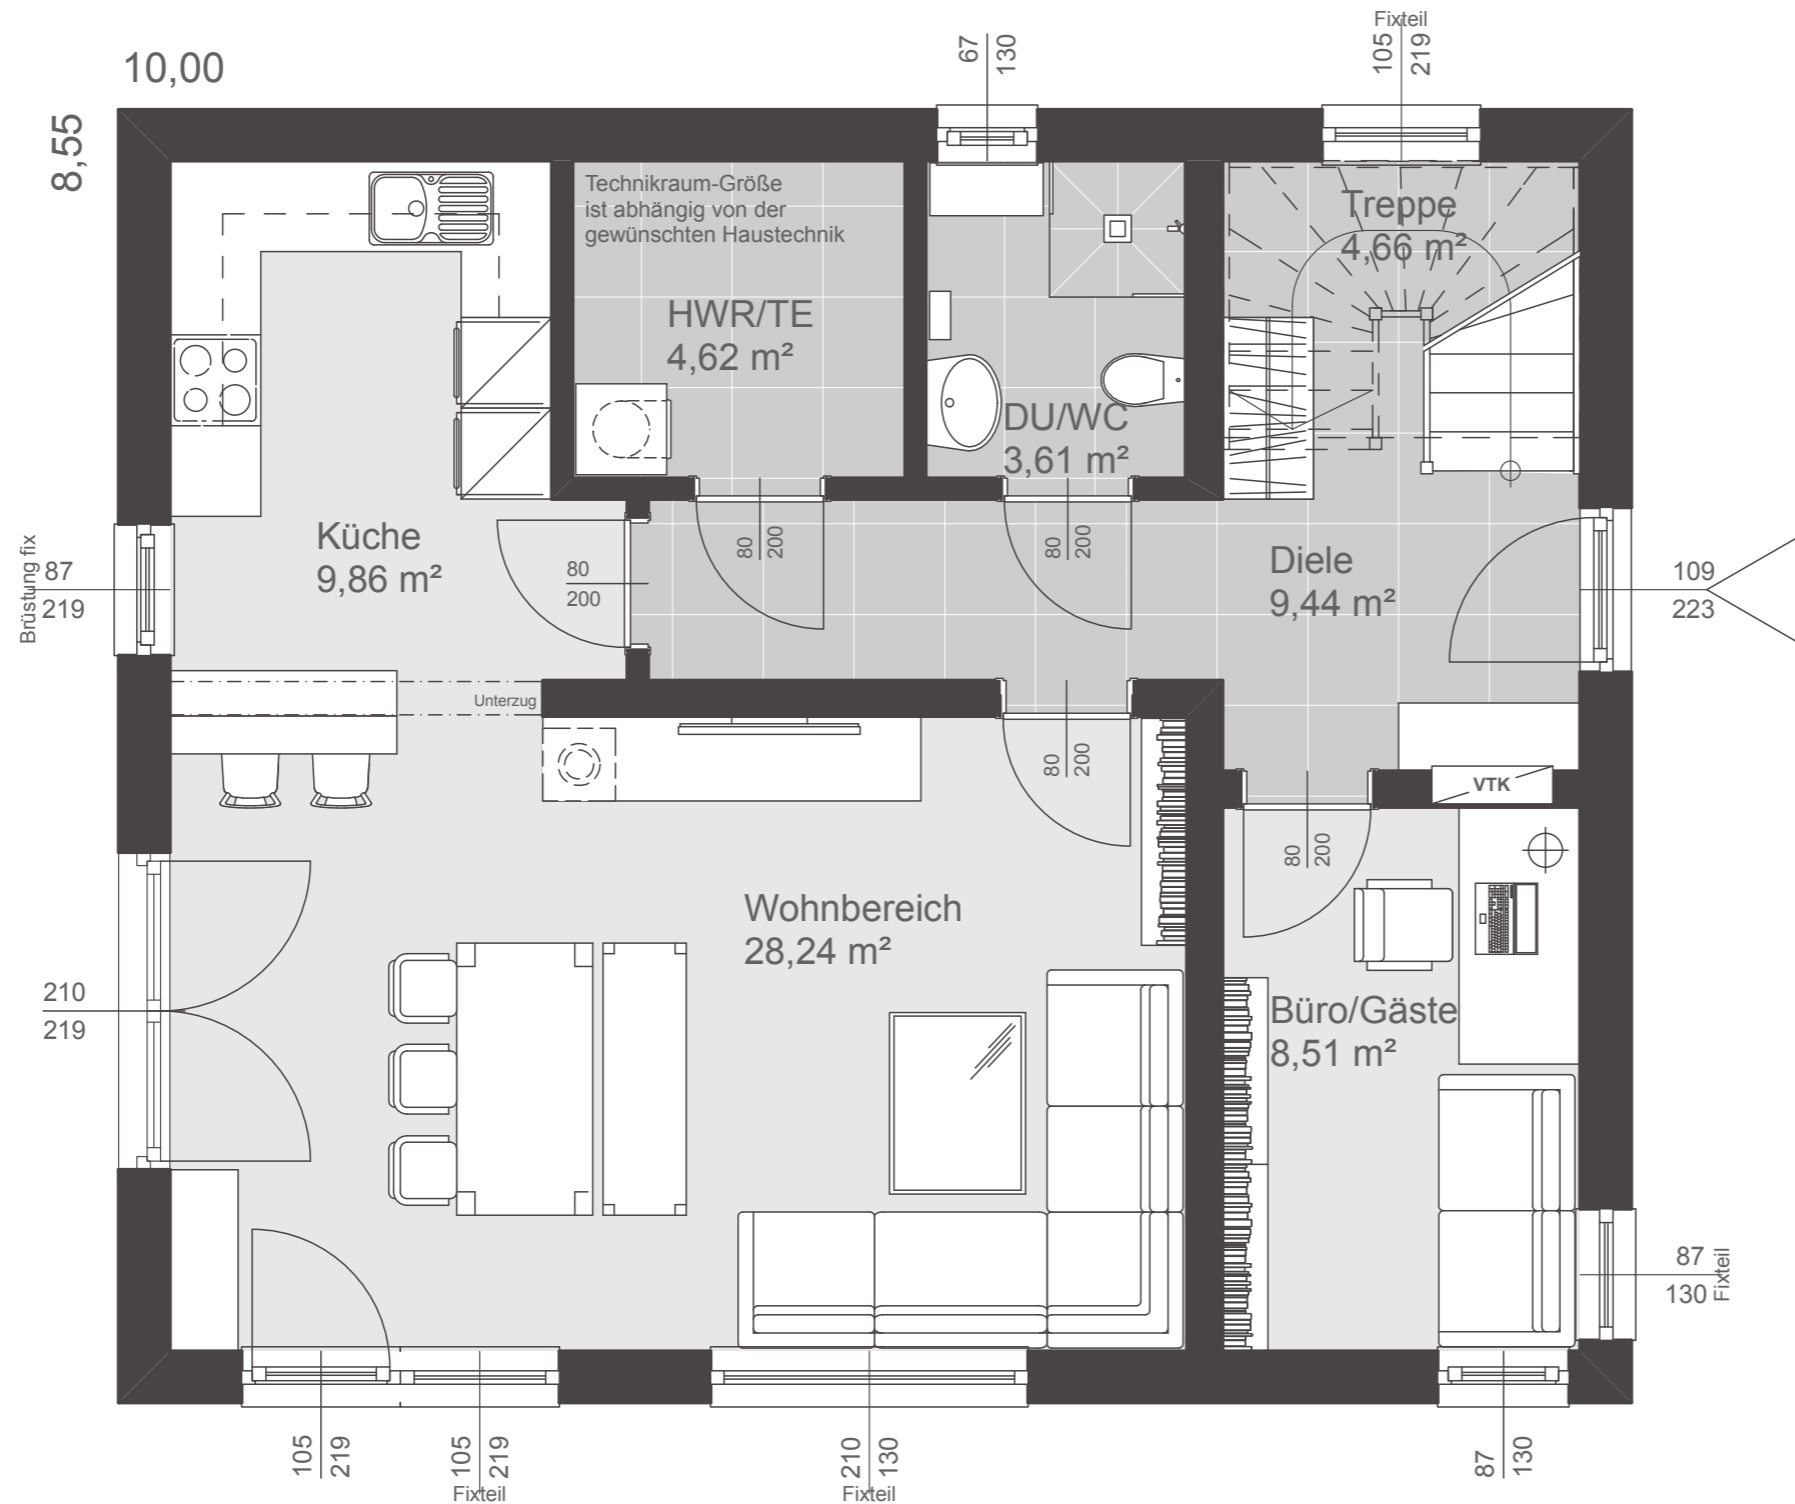 10,00
8,55
67
130
Fixteil
105
219
Technikraum-Größe
ist abhängig von der
gewünschten Haustechnik
HWR/TE
4,62 m²
DU/WC
3,61 m²
Treppe
4,66 m²
Küche
9,86 m²
Brüstung fix
87
219
80
200
80
200
80
200
Diele
9,44 m²
109
223
Unterzug
80
200
VTK
80
200
Wohnbereich
28,24 m²
210
219
Büro/Gäste
8,51 m²
87
130
Fixteil
105
219
105
219
Fixteil
210
130
Fixteil
87
130